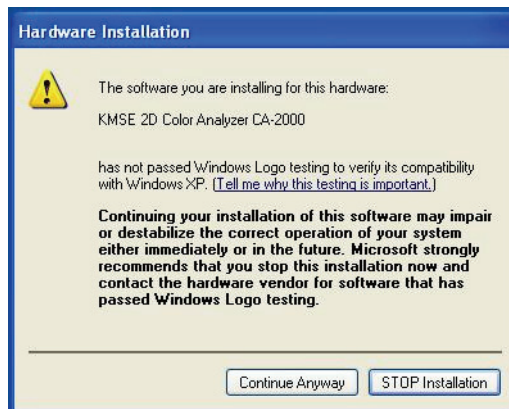 Hardware Installation
The software you are installing for this hardware:
KMSE 2D Color Analyzer CA-2000
has not passed Windows Logo testing to verify its compatibility
with Windows XP. (Tell me why this testing is important.)
Continuing your installation of this software may impair
or destabilize the correct operation of your system
either immediately or in the future. Microsoft strongly
recommends that you stop this installation now and
contact the hardware vendor for software that has
passed Windows Logo testing.
Continue Anyway
STOP Installation